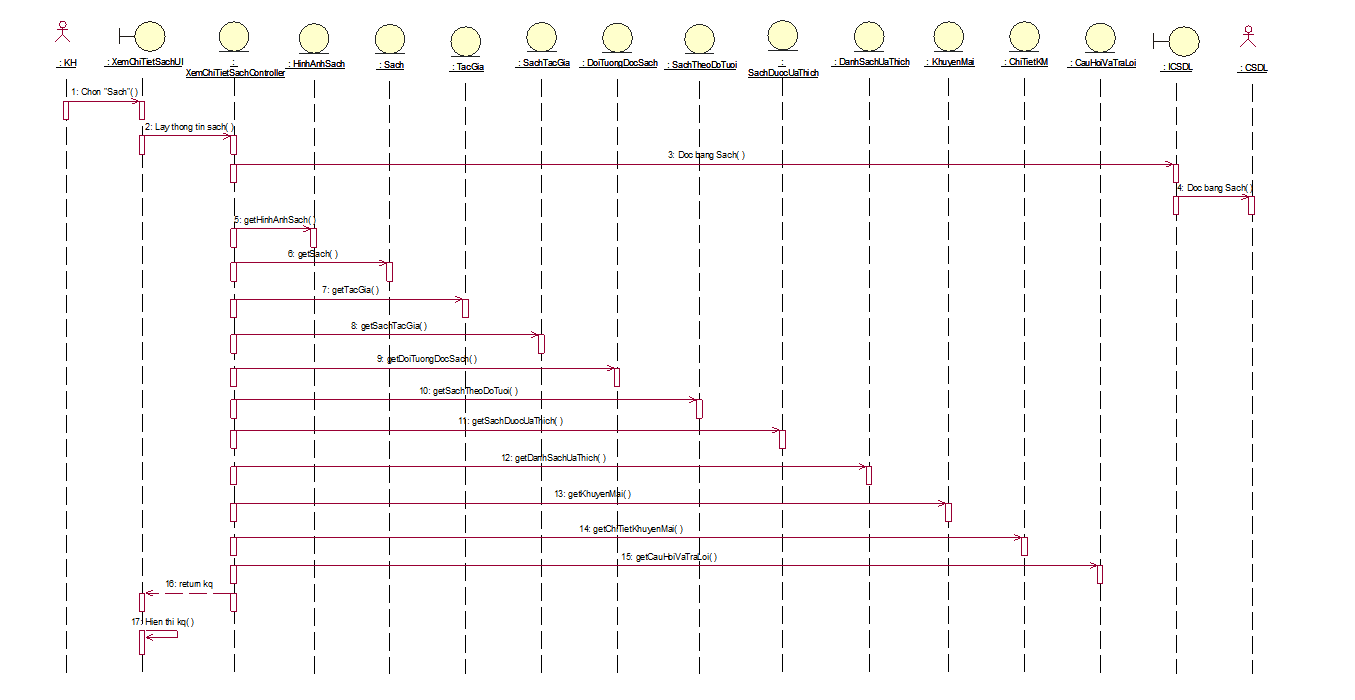 : KH
: XemChiTietSachUI
:
XemChiTietSachController
: HinhAnhSach
: Sach
: TacGia
: SachTacGia
: DoiTuongDocSach
: SachTheoDoTuoi
:
SachDuocUaThich
: DanhSachUaThich
: KhuyenMai
: ChiTietKM
: CauHoiVaTraLoi
: ICSDL
: CSDL
1: Chon "Sach"( )
2: Lay thong tin sach( )
3: Doc bang Sach( )
4: Doc bang Sach( )
5: getHinhAnhSach( )
6: getSach( )
7: getTacGia( )
8: getSachTacGia( )
9: getDoiTuongDocSach( )
10: getSachTheoDoTuoi( )
11: getSachDuocUaThich( )
12: getDanhSachUaThich( )
13: getKhuyenMai( )
14: getChiTietKhuyenMai( )
15: getCauHoiVaTraLoi( )
16: return kq
17: Hien thi kq( )